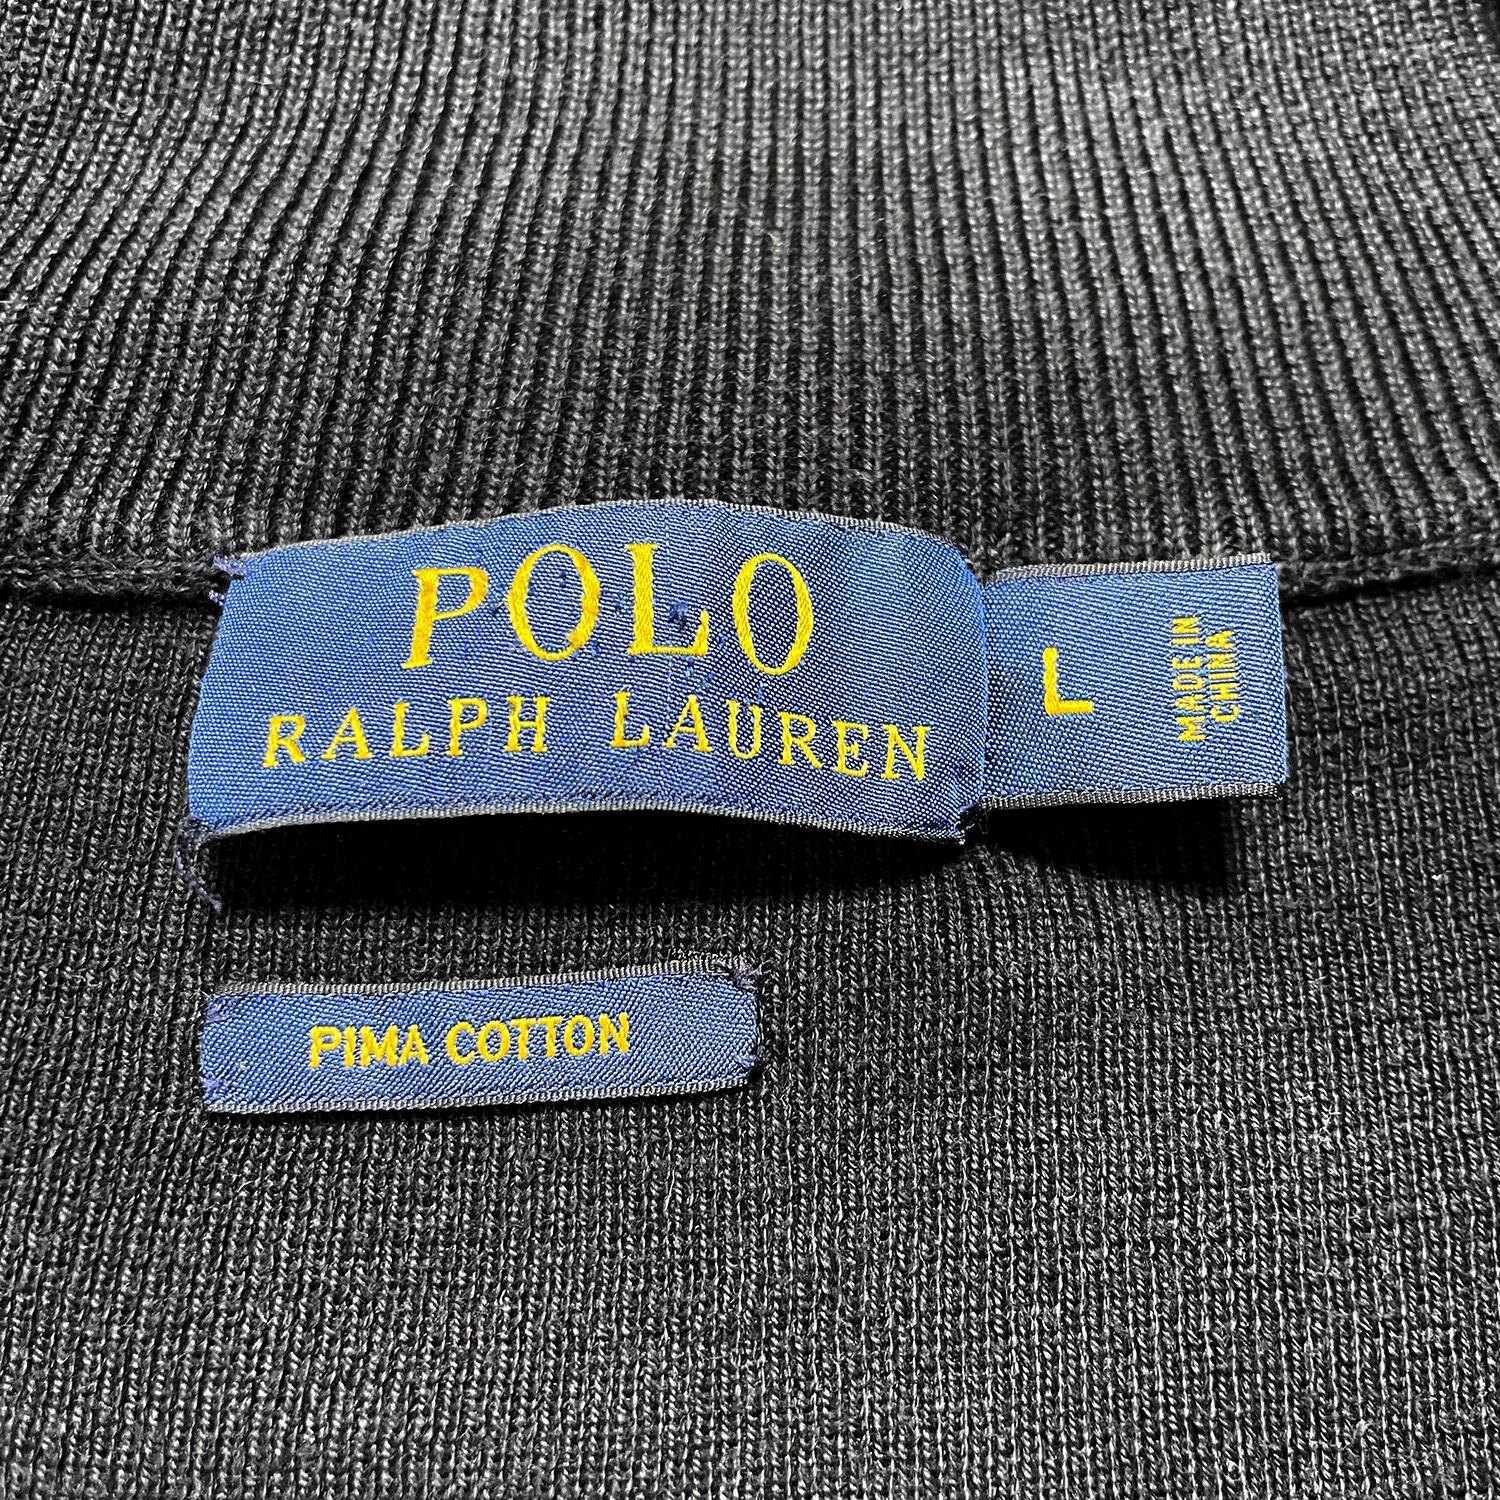 POLO
RALPH LAUREN
L
MADE IN
CHINA
PIMA COTTON